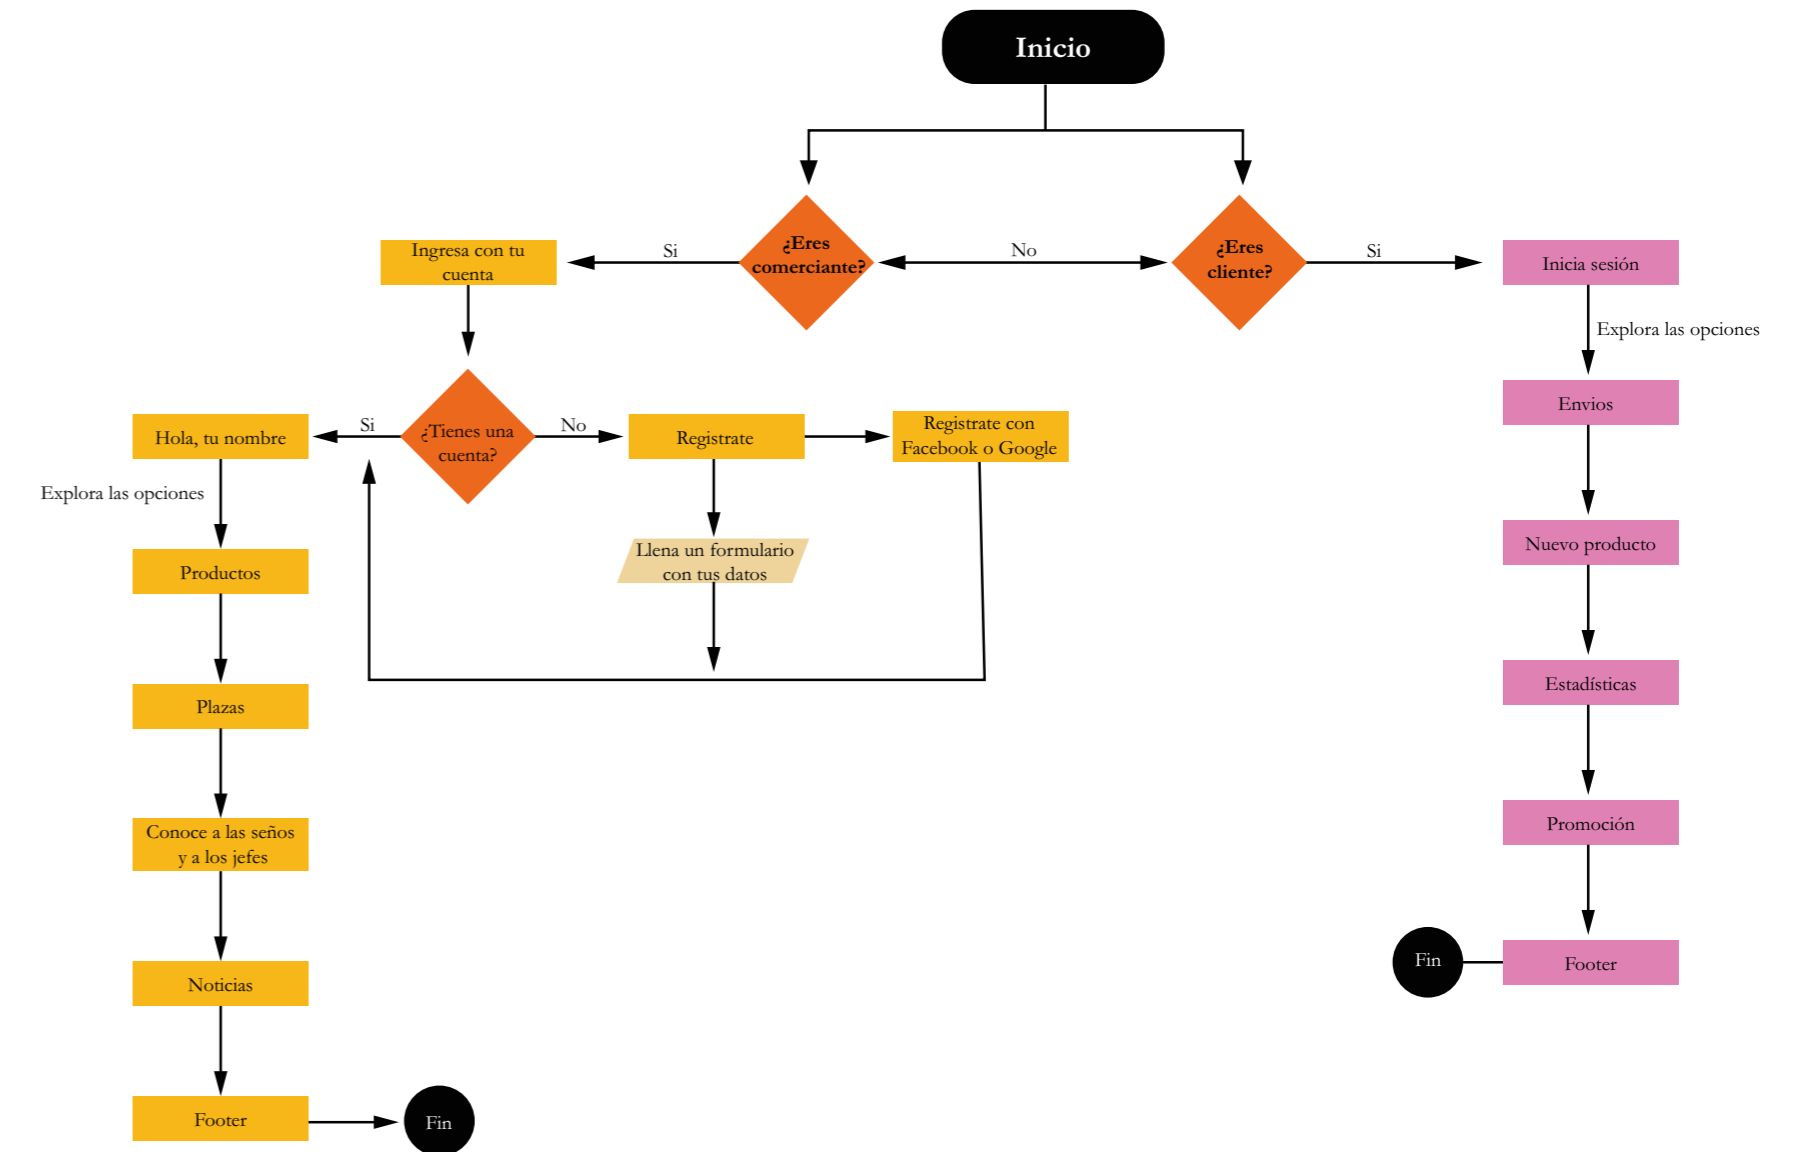 Inicio
¿Eres
comerciante?
¿Eres
cliente?
Si
No
Si
Ingresa con tu
cuenta
Inicia sesión
Explora las opciones
Envios
Nuevo producto
Estadísticas
Promoción
Footer
Fin
¿Tienes una
cuenta?
Si
No
Hola, tu nombre
Registrate
Registrate con
Facebook o Google
Llena un formulario
con tus datos
Explora las opciones
Productos
Plazas
Conoce a las seños
y a los jefes
Noticias
Footer
Fin